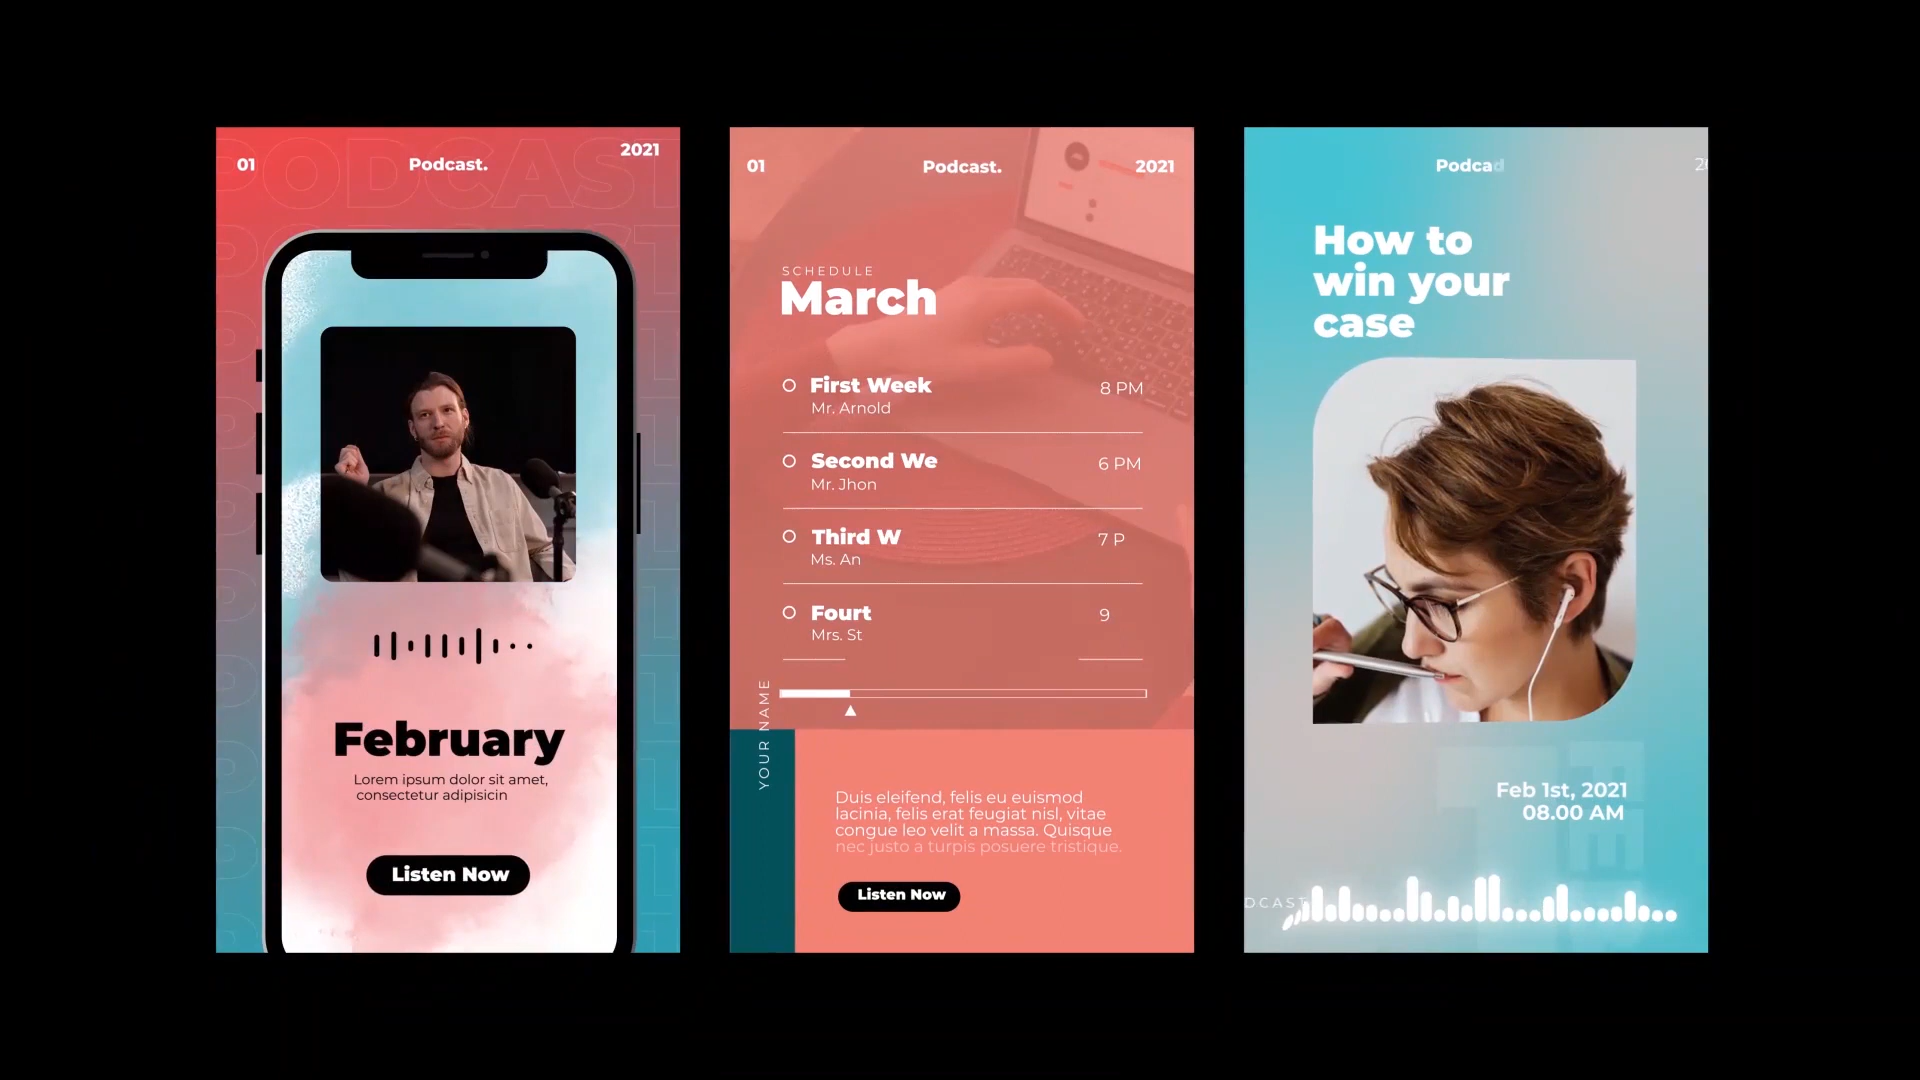 PODCAST
01
Podcast.
2021
February
Lorem ipsum dolor sit amet,
consectetur adipisicin
Listen Now
01
Podcast.
2021
SCHEDULE
March
First Week
8 PM
Mr. Arnold
Second We
6 PM
Mr. Jhon
Third W
7 P
Ms. An
Fourt
9
Mrs. St
YOUR NAME
Duis eleifend, felis eu euismod
lacinia, felis erat feugiat nisl, vitae
congue leo velit a massa. Quisque
nec justo a turpis posuere tristique.
Listen Now
Podcad
How to
win your
case
Feb 1st, 2021
08.00 AM
DCAST